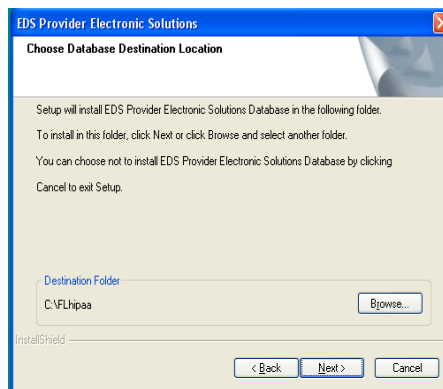 EDS Provider Electronic Solutions
Choose Database Destination Location
Setup will install EDS Provider Electronic Solutions Database in the following folder.
To install in this folder, click Next or click Browse and select another folder.
You can choose not to install EDS Provider Electronic Solutions Database by clicking
Cancel to exit Setup.
Destination Folder
C:\FLhipaa
Browse...
InstallShield
< Back
Next >
Cancel